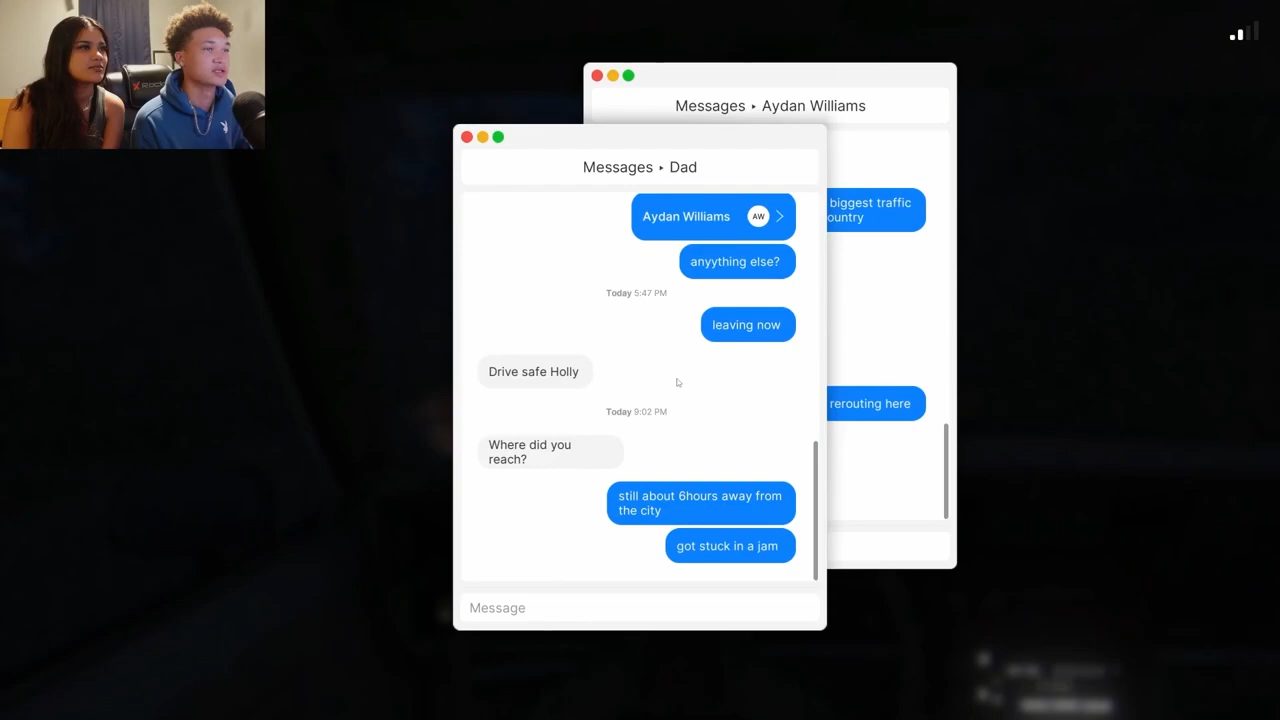 Messages ‣ Aydan Williams
biggest traffic
ountry
rerouting here
Messages ‣ Dad
Aydan Williams AW
anyything else?
Today 5:47 PM
leaving now
Drive safe Holly
Today 9:02 PM
Where did you
reach?
still about 6hours away from
the city
got stuck in a jam
Message